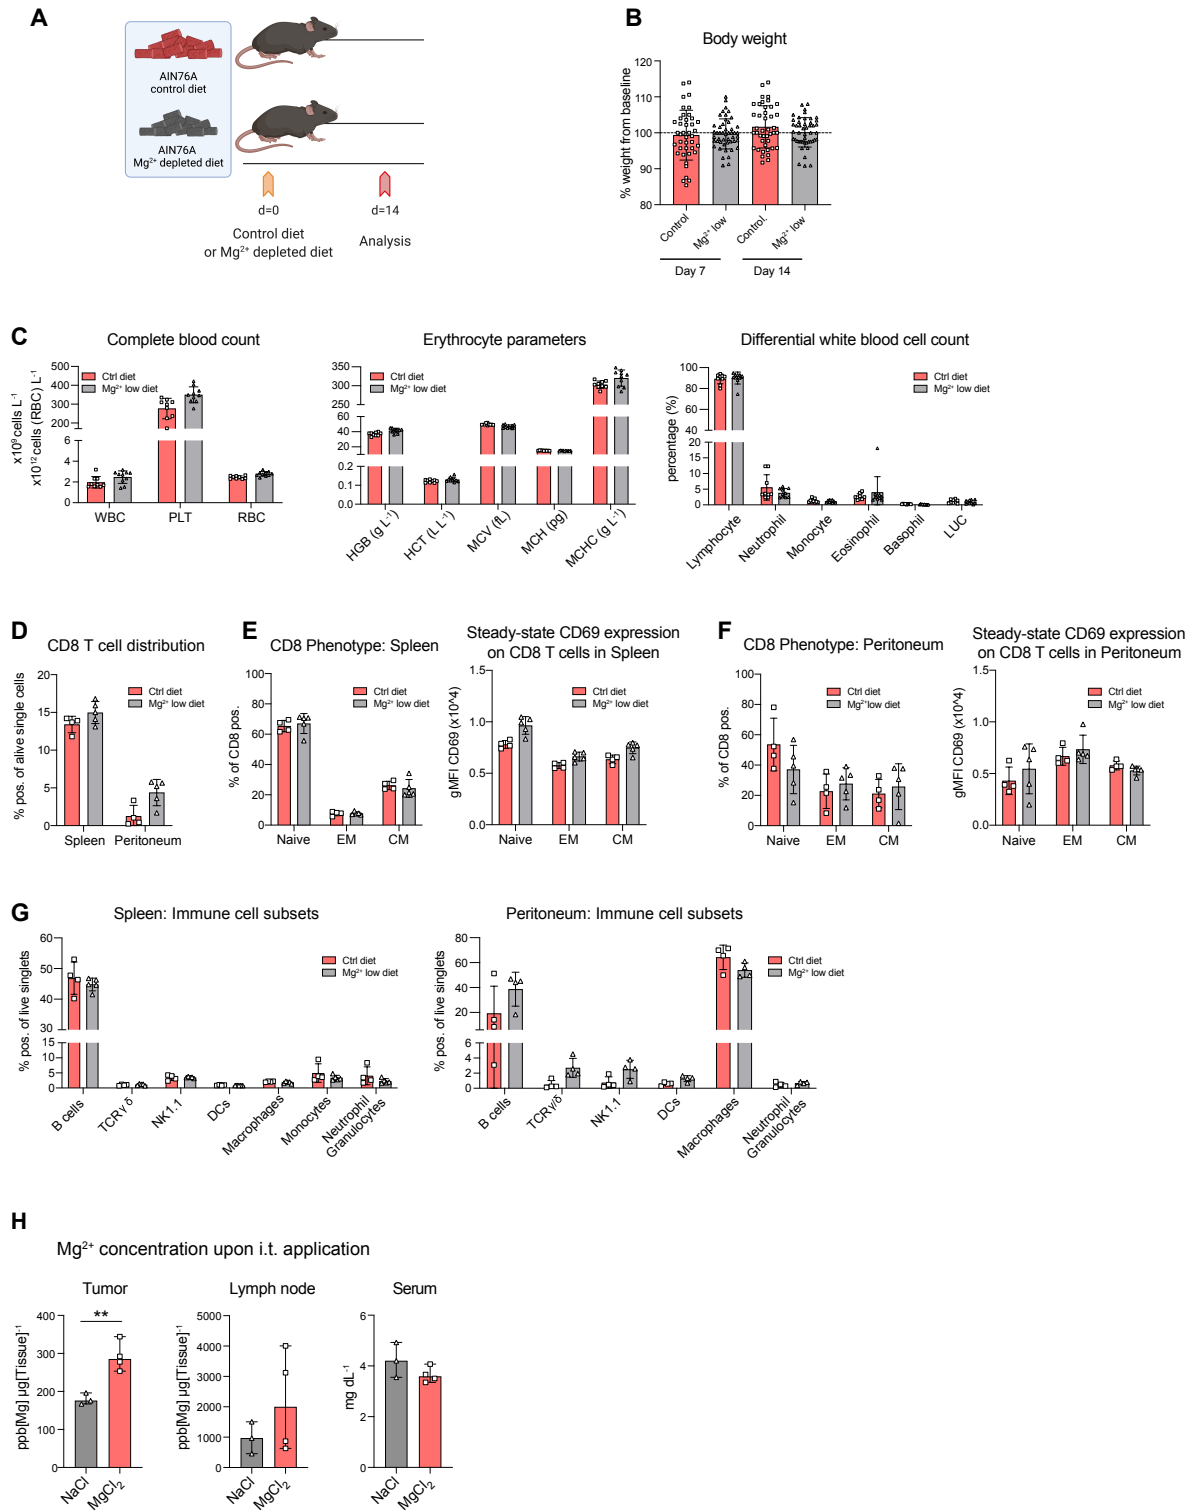 A
AIN76A
control diet
AIN76A
Mg²⁺ depleted diet
d=0
d=14
Control diet
or Mg²⁺ depleted diet
Analysis
B
Body weight
% weight from baseline
120
110
100
90
80
Control
Mg²⁺ low
Control.
Mg²⁺ low
Day 7
Day 14
C
Complete blood count
x10⁹ cells L⁻¹
x10¹² cells (RBC) L⁻¹
500
400
300
200
6
4
2
0
Ctrl diet
Mg²⁺ low diet
WBC
PLT
RBC
Erythrocyte parameters
350
300
250
60
40
20
0.2
0.1
0.0
Ctrl diet
Mg²⁺ low diet
HGB (g L⁻¹)
HCT (L L⁻¹)
MCV (fL)
MCH (pg)
MCHC (g L⁻¹)
Differential white blood cell count
percentage (%)
100
80
60
40
20
15
10
5
0
Ctrl diet
Mg²⁺ low diet
Lymphocyte
Neutrophil
Monocyte
Eosinophil
Basophil
LUC
D
CD8 T cell distribution
% pos. of alive single cells
20
15
10
5
0
Ctrl diet
Mg²⁺ low diet
Spleen
Peritoneum
E
CD8 Phenotype: Spleen
% of CD8 pos.
100
80
60
40
20
0
Naive
EM
CM
Steady-state CD69 expression
on CD8 T cells in Spleen
gMFI CD69 (x10^4)
1.5
1.0
0.5
0.0
Ctrl diet
Mg²⁺ low diet
Naive
EM
CM
F
CD8 Phenotype: Peritoneum
% of CD8 pos.
100
80
60
40
20
0
Ctrl diet
Mg²⁺low diet
Naive
EM
CM
Steady-state CD69 expression
on CD8 T cells in Peritoneum
gMFI CD69 (x10^4)
1.5
1.0
0.5
0.0
Naive
EM
CM
G
Spleen: Immune cell subsets
% pos. of live singlets
60
50
40
30
15
10
5
0
Ctrl diet
Mg²⁺ low diet
B cells
TCRγ δ
NK1.1
DCs
Macrophages
Monocytes
Neutrophil
Granulocytes
Peritoneum: Immune cell subsets
% pos. of live singlets
80
60
40
20
6
4
2
0
Ctrl diet
Mg²⁺ low diet
B cells
TCRγ/δ
NK1.1
DCs
Macrophages
Neutrophil
Granulocytes
H
Mg²⁺ concentration upon i.t. application
Tumor
ppb[Mg] µg[Tissue]⁻¹
400
300
200
100
0
**
NaCl
MgCl₂
Lymph node
ppb[Mg] µg[Tissue]⁻¹
5000
4000
3000
2000
1000
0
NaCl
MgCl₂
Serum
mg dL⁻¹
6
4
2
0
NaCl
MgCl₂